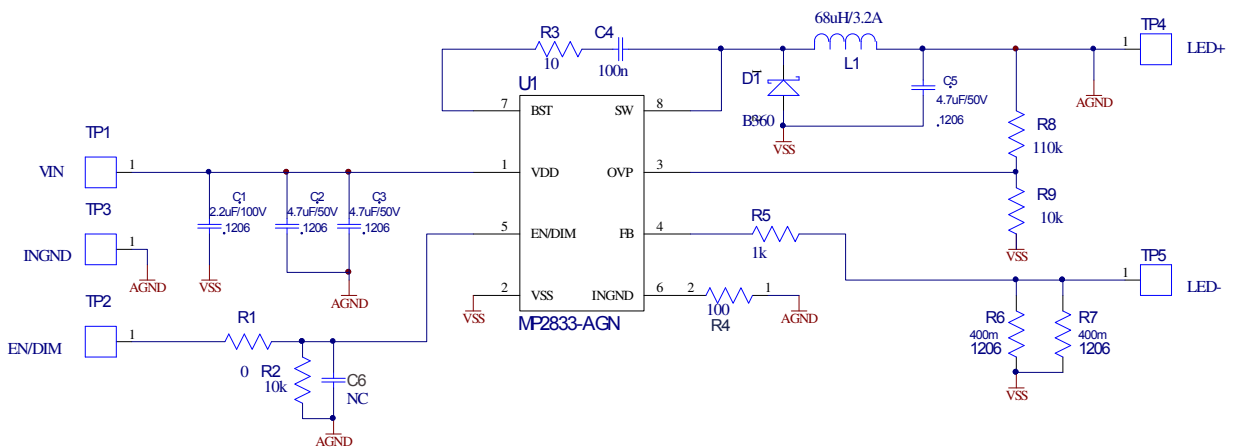 68uH/3.2A
TP4
R3
C4
1
LED+
10
100n
L1
U1
D1
C5
4.7uF/50V
.1206
AGND
7
BST
SW
8
B360
VSS
R8
110k
TP1
VIN
1
1
VDD
OVP
3
TP3
C1
2.2uF/100V
.1206
C2
4.7uF/50V
.1206
C3
4.7uF/50V
.1206
R9
10k
INGND
1
5
EN/DIM
FB
4
R5
1k
VSS
TP5
AGND
VSS
AGND
1
LED-
TP2
2
VSS
INGND
6
2
100
R4
1
AGND
VSS
MP2833-AGN
R6
400m
1206
R7
400m
1206
EN/DIM
1
R1
0
R2
10k
C6
NC
VSS
AGND